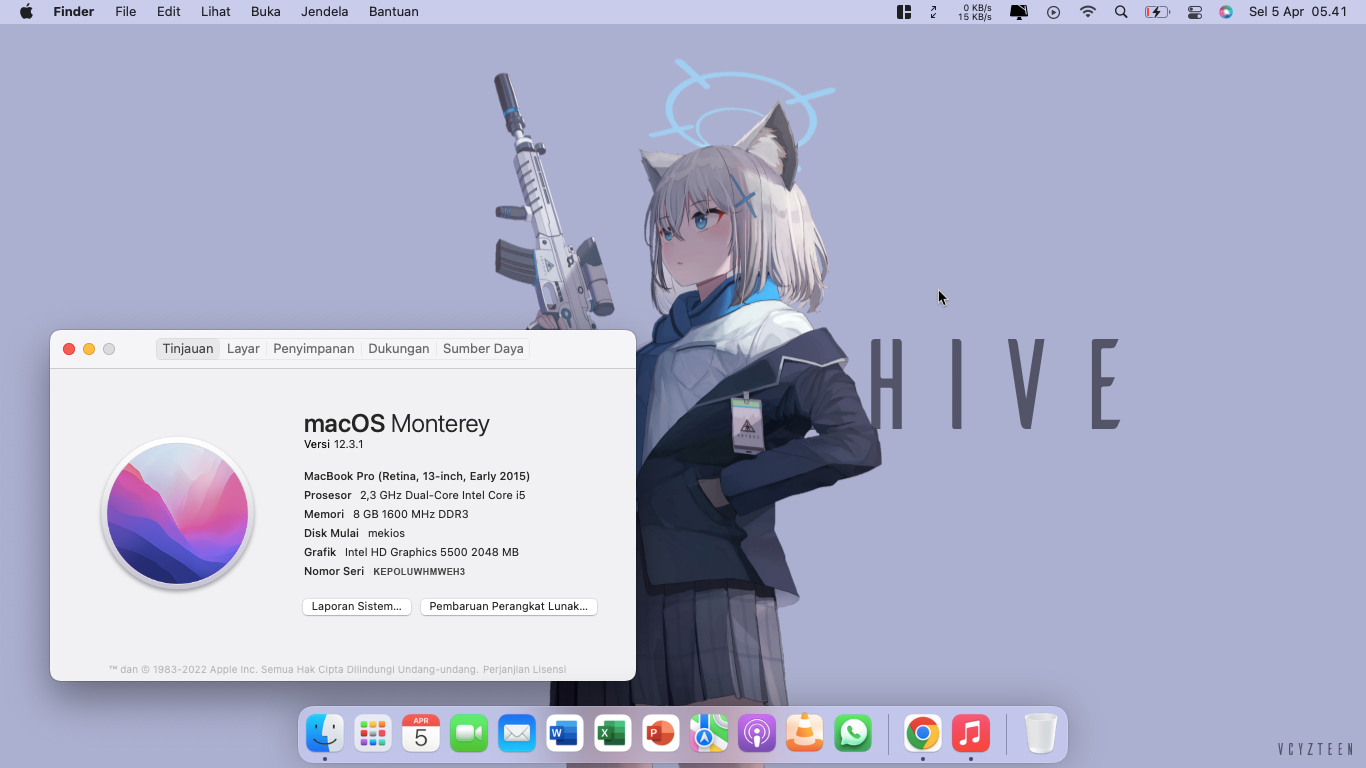 Finder File Edit Lihat Buka Jendela Bantuan 0 KB/s Sel 5 Apr 05.41
15 KB/s
HIVE
Tinjauan Layar Penyimpanan Dukungan Sumber Daya
macOS Monterey
Versi 12.3.1
MacBook Pro (Retina, 13-inch, Early 2015)
Prosesor 2,3 GHz Dual-Core Intel Core i5
Memori 8 GB 1600 MHz DDR3
Disk Mulai mekios
Grafik Intel HD Graphics 5500 2048 MB
Nomor Seri KEPOLUWHMWEH3
Laporan Sistem... Pembaruan Perangkat Lunak...
™ dan © 1983-2022 Apple Inc. Semua Hak Cipta Dilindungi Undang-undang. Perjanjian Lisensi
APR
5
W X P
VCYZTEEN